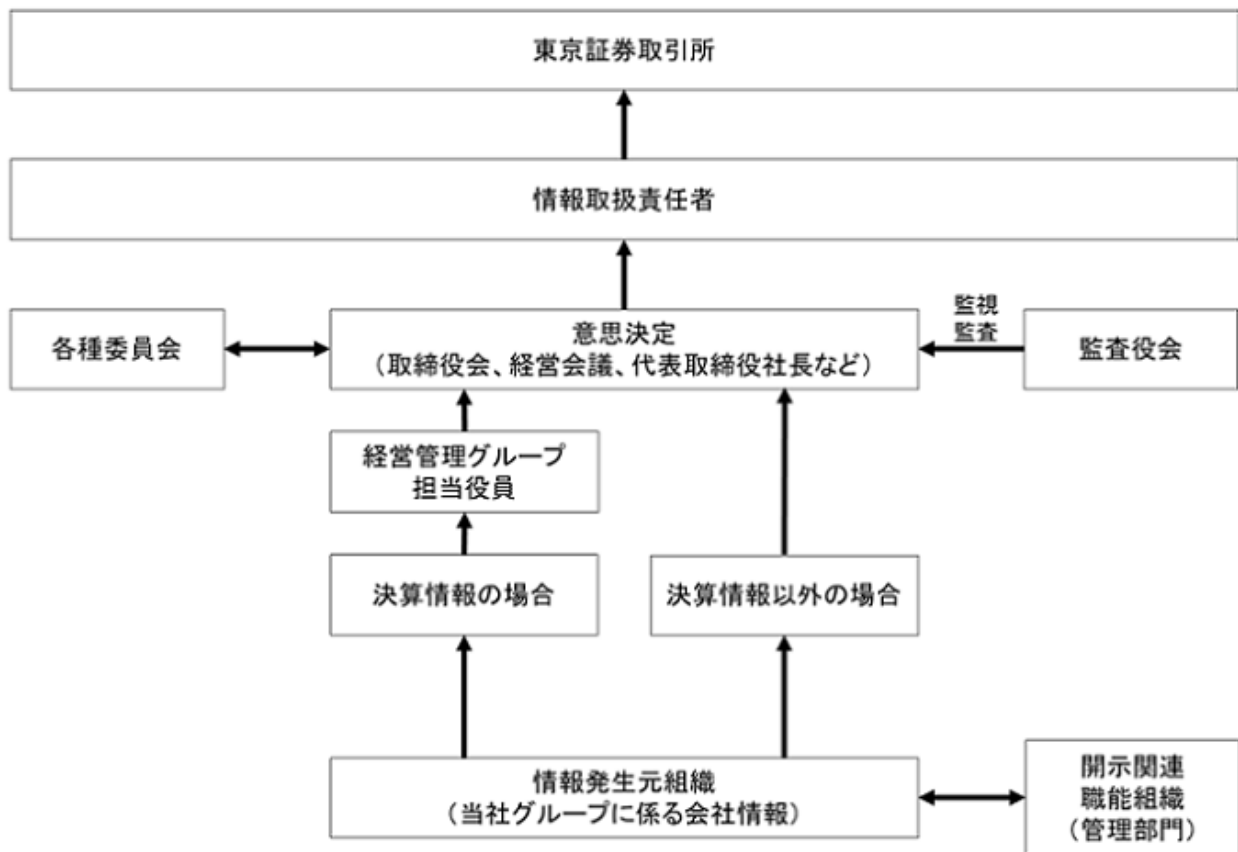 東京証券取引所
情報取扱責任者
各種委員会
意思決定
（取締役会、経営会議、代表取締役社長など）
監視
監査
監査役会
経営管理グループ
担当役員
決算情報の場合
決算情報以外の場合
情報発生元組織
（当社グループに係る会社情報）
開示関連
職能組織
（管理部門）